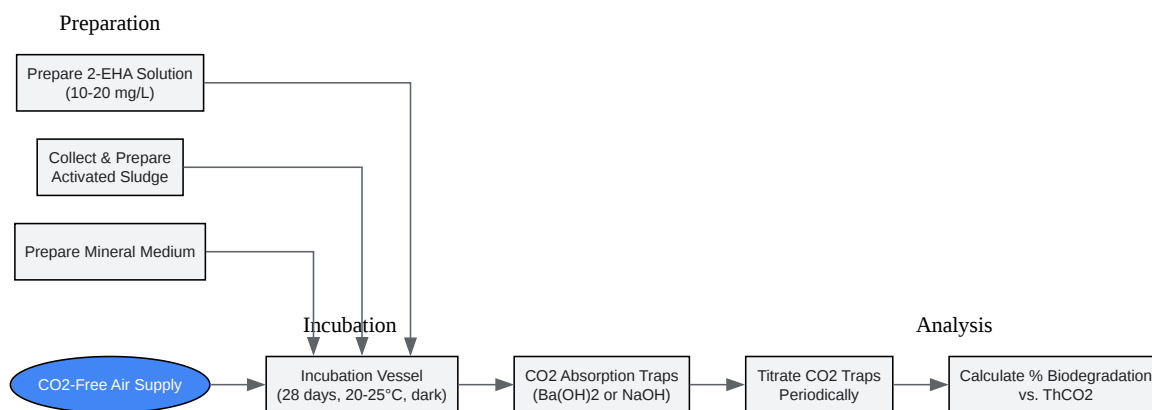 Preparation
Prepare 2-EHA Solution
(10-20 mg/L)
Collect & Prepare
Activated Sludge
Prepare Mineral Medium
Incubation
Analysis
CO2-Free Air Supply
Incubation Vessel
(28 days, 20-25°C, dark)
CO2 Absorption Traps
(Ba(OH)2 or NaOH)
Titrate CO2 Traps
Periodically
Calculate % Biodegradation
vs. ThCO2